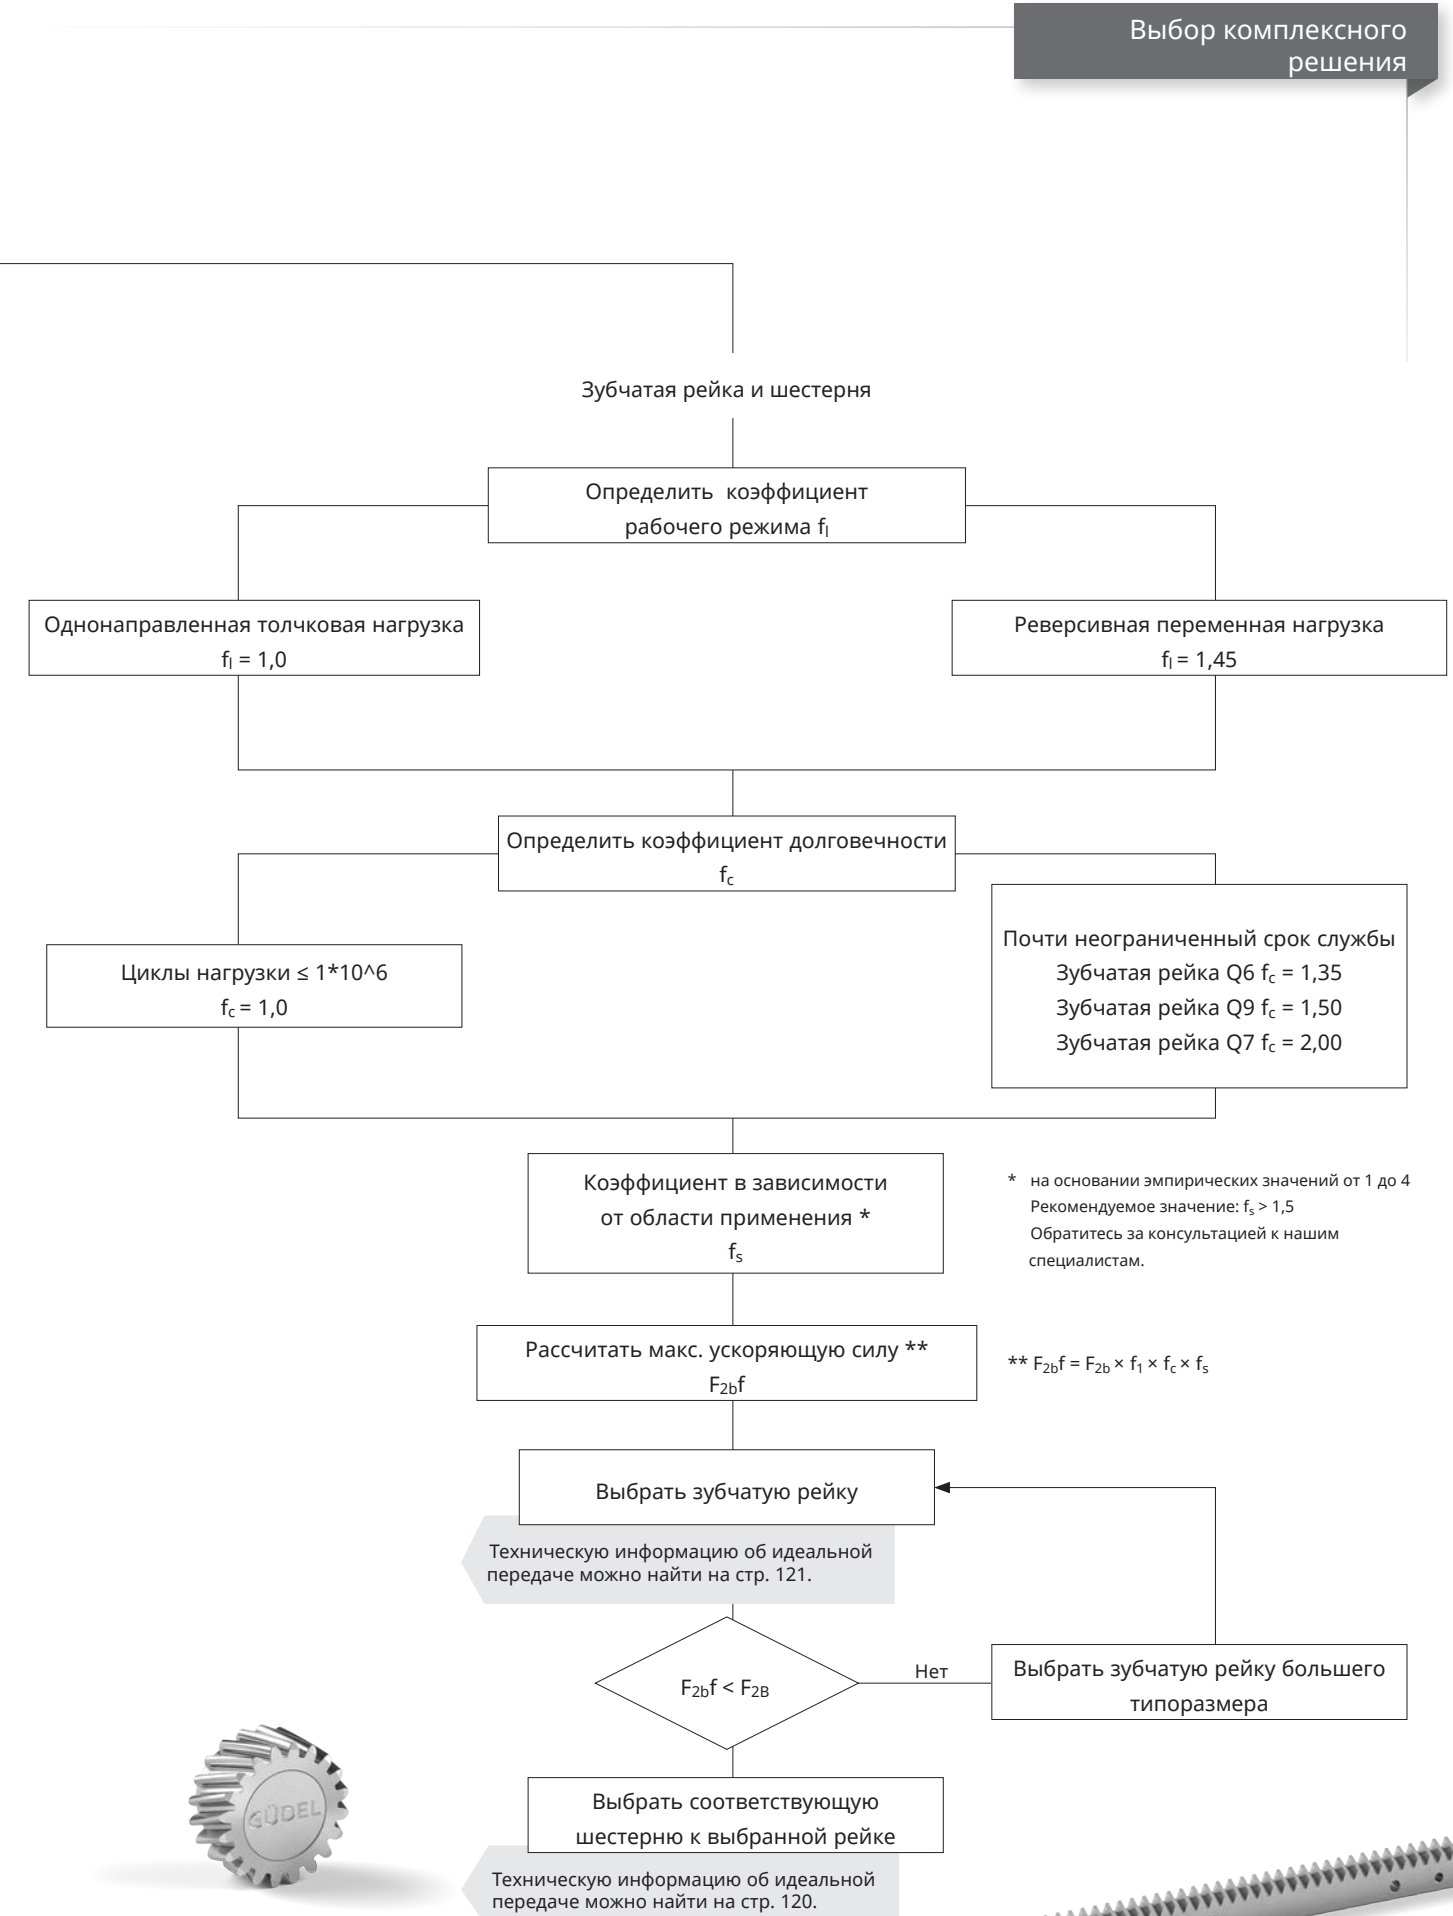 Выбор комплексного
решения
Зубчатая рейка и шестерня
Определить коэффициент
рабочего режима fl
Однонаправленная толчковая нагрузка
fl = 1,0
Реверсивная переменная нагрузка
fl = 1,45
Определить коэффициент долговечности
fc
Циклы нагрузки ≤ 1*10^6
fc = 1,0
Почти неограниченный срок службы
Зубчатая рейка Q6 fc = 1,35
Зубчатая рейка Q9 fc = 1,50
Зубчатая рейка Q7 fc = 2,00
Коэффициент в зависимости
от области применения *
fs
* на основании эмпирических значений от 1 до 4
Рекомендуемое значение: fs > 1,5
Обратитесь за консультацией к нашим
специалистам.
Рассчитать макс. ускоряющую силу **
F2bf
** F2bf = F2b × f1 × fc × fs
Выбрать зубчатую рейку
Техническую информацию об идеальной
передаче можно найти на стр. 121.
F2bf < F2B
Нет
Выбрать зубчатую рейку большего
типоразмера
Выбрать соответствующую
шестерню к выбранной рейке
GÜDEL
Техническую информацию об идеальной
передаче можно найти на стр. 120.